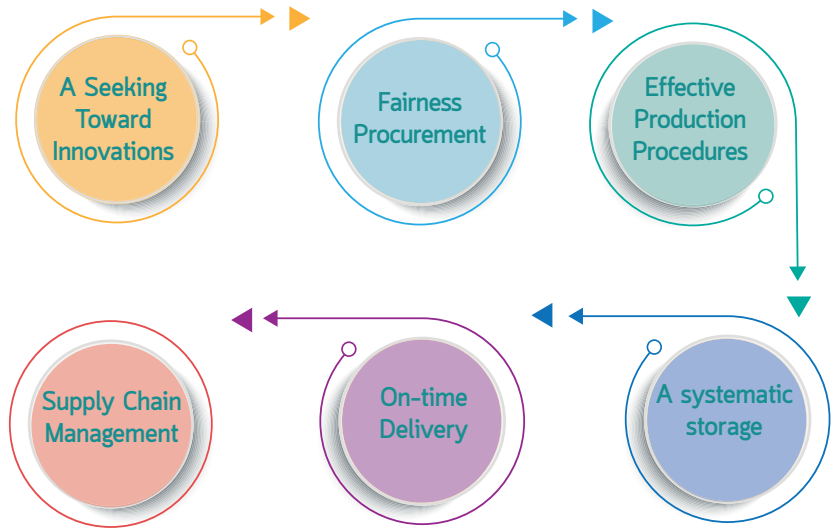 A Seeking
Toward
Innovations
Fairness
Procurement
Effective
Production
Procedures
A systematic
storage
On-time
Delivery
Supply Chain
Management